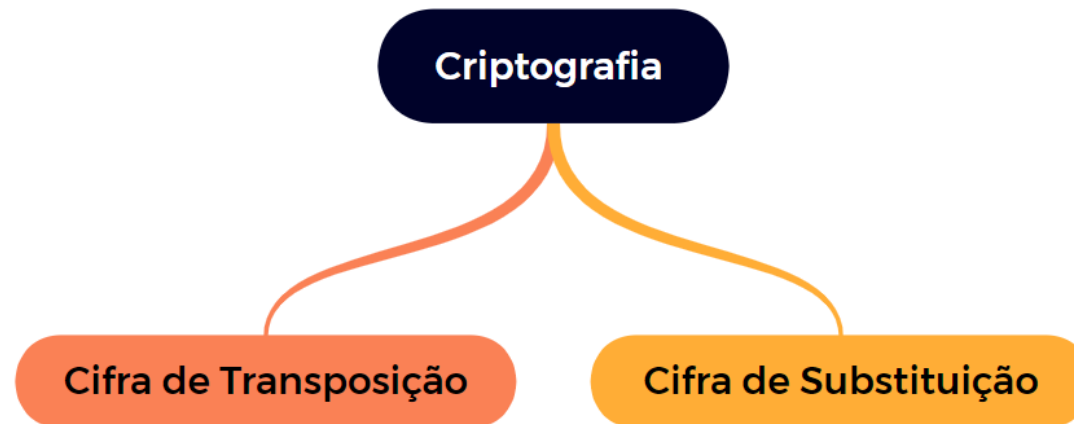 Criptografia
Cifra de Transposição
Cifra de Substituição